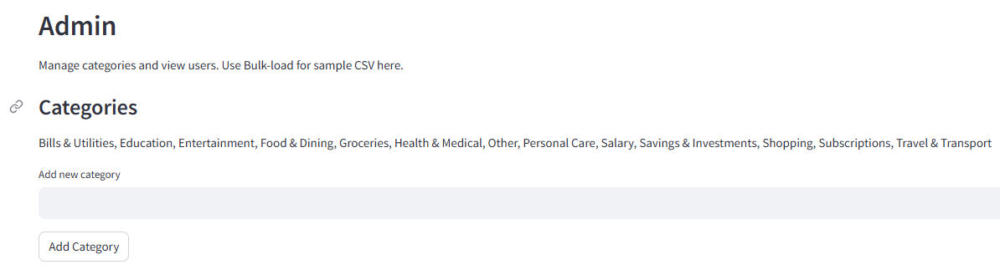 Admin
Manage categories and view users. Use Bulk-load for sample CSV here.
Categories
Bills & Utilities, Education, Entertainment, Food & Dining, Groceries, Health & Medical, Other, Personal Care, Salary, Savings & Investments, Shopping, Subscriptions, Travel & Transport
Add new category
Add Category